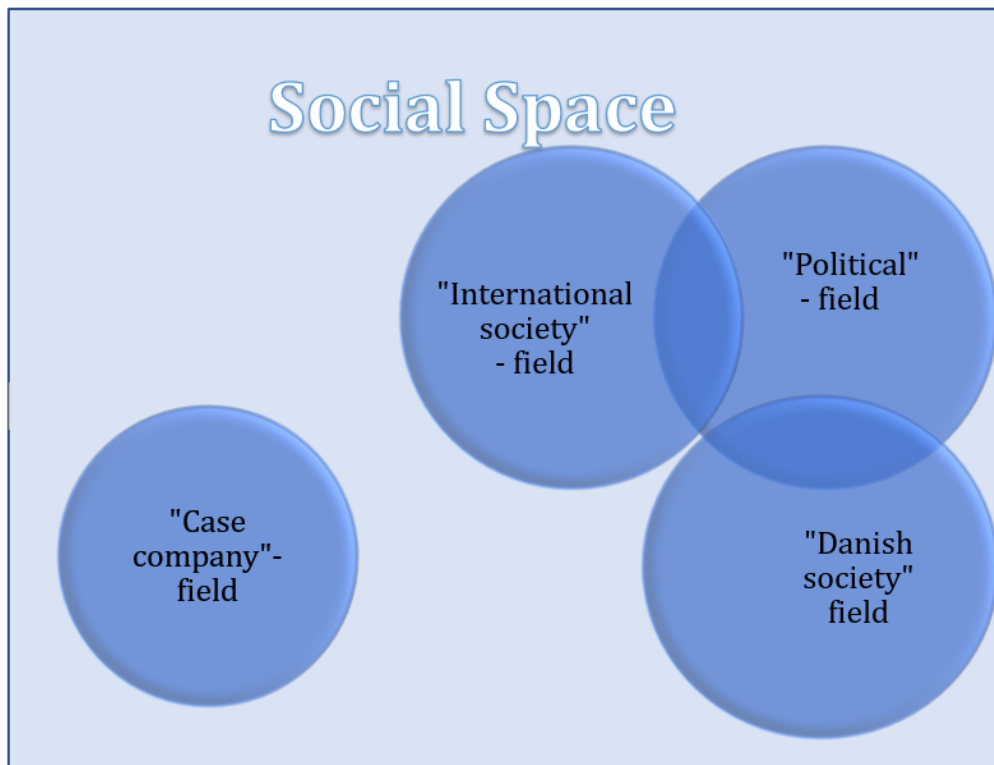 Social Space
"International
society"
- field
"Political"
- field
"Case
company"-
field
"Danish
society"
field